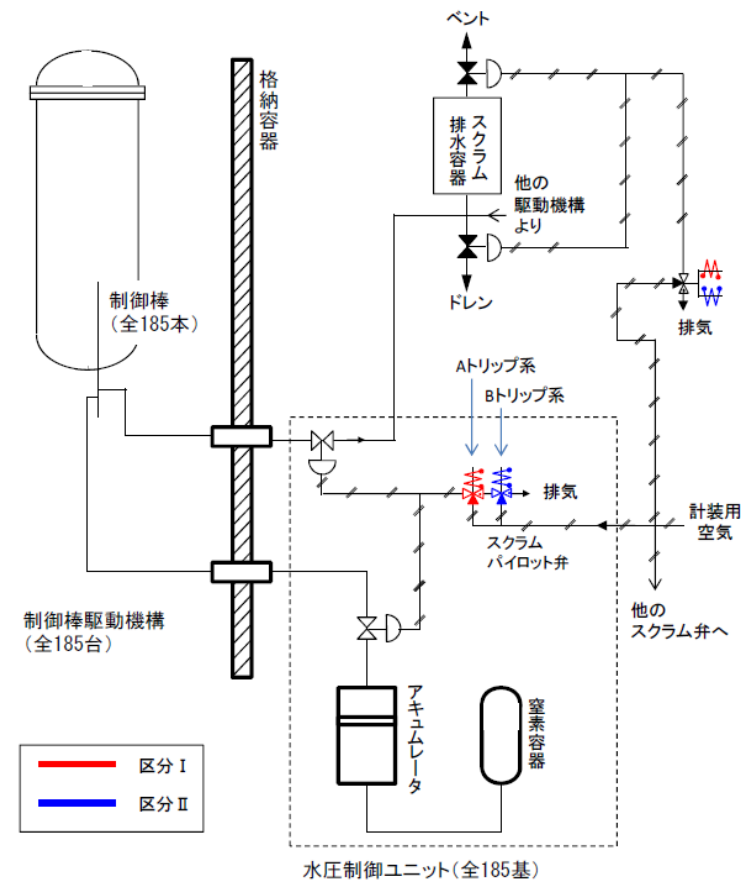 ベント
格納容器
スクラム
排水容器
他の
駆動機構
より
制御棒
(全185本)
ドレン
排気
Aトリップ系
Bトリップ系
排気
計装用
空気
スクラム
パイロット弁
他の
スクラム弁へ
制御棒駆動機構
(全185台)
アキュムレータ
窒素容器
区分Ⅰ
区分Ⅱ
水圧制御ユニット(全185基)